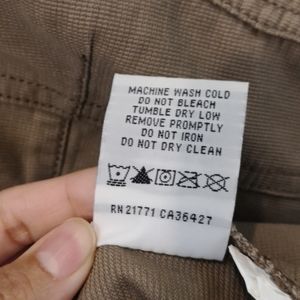 MACHINE WASH COLD
DO NOT BLEACH
TUMBLE DRY LOW
REMOVE PROMPTLY
DO NOT IRON
DO NOT DRY CLEAN
RN 21771 CA36427